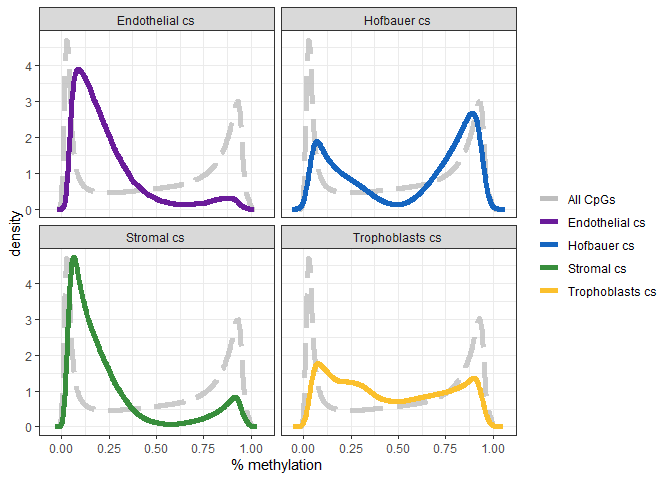 Endothelial cs
Hofbauer cs
4
3
2
1
0
Stromal cs
Trophoblasts cs
4
3
2
1
0
0.00 0.25 0.50 0.75 1.00
0.00 0.25 0.50 0.75 1.00
% methylation
density
All CpGs
Endothelial cs
Hofbauer cs
Stromal cs
Trophoblasts cs